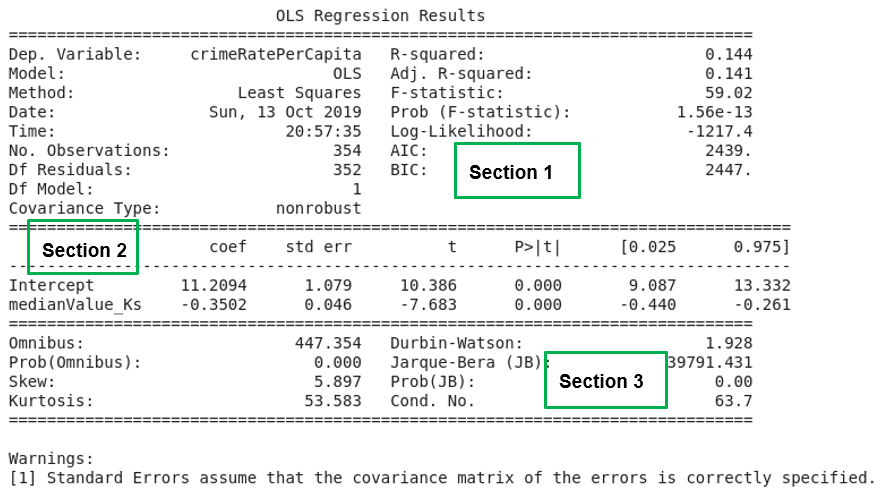 OLS Regression Results
==============================================================================
Dep. Variable: crimeRatePerCapita R-squared: 0.144
Model: OLS Adj. R-squared: 0.141
Method: Least Squares F-statistic: 59.02
Date: Sun, 13 Oct 2019 Prob (F-statistic): 1.56e-13
Time: 20:57:35 Log-Likelihood: -1217.4
No. Observations: 354 AIC: 2439.
Df Residuals: 352 BIC: Section 1 2447.
Df Model: 1
Covariance Type: nonrobust
==================================================================================
Section 2 coef std err t P>|t| [0.025 0.975]
----------------------------------------------------------------------------------
Intercept 11.2094 1.079 10.386 0.000 9.087 13.332
medianValue_Ks -0.3502 0.046 -7.683 0.000 -0.440 -0.261
==============================================================================
Omnibus: 447.354 Durbin-Watson: 1.928
Prob(Omnibus): 0.000 Jarque-Bera (JB): 39791.431
Skew: 5.897 Prob(JB): Section 3 0.00
Kurtosis: 53.583 Cond. No. 63.7
==============================================================================
Warnings:
[1] Standard Errors assume that the covariance matrix of the errors is correctly specified.